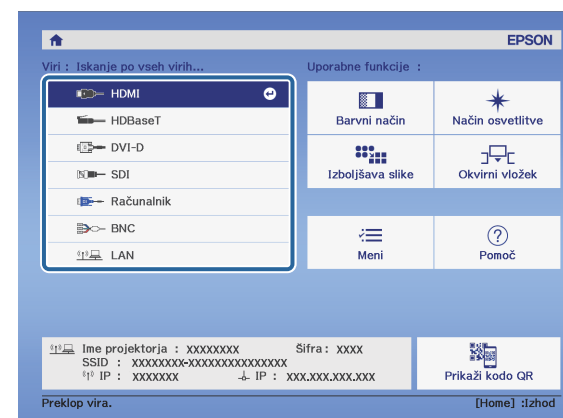 EPSON
Viri : Iskanje po vseh virih...
Uporabne funkcije :
HDMI
HDBaseT
DVI-D
SDI
Računalnik
BNC
LAN
Barvni način
Način osvetlitve
Izboljšava slike
Okvirni vložek
Meni
Pomoč
Ime projektorja : XXXXXXXX Šifra : XXXX
SSID : XXXXXXXX-XXXXXXXXXXXXXX
IP : XXXXXXX IP : XXX.XXX.XXX.XXX
Prikaži kodo QR
Preklop vira.
[Home] :Izhod